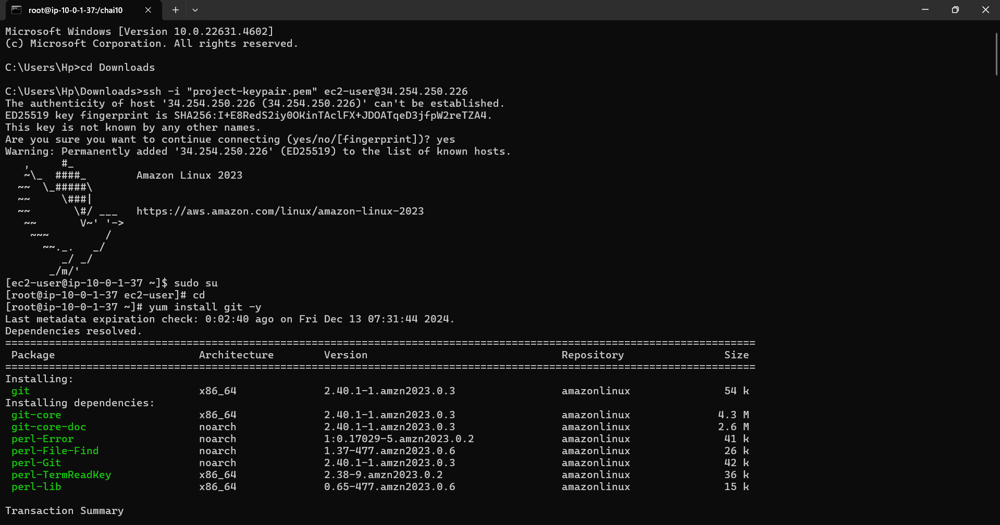 root@ip-10-0-1-37:/chai10
Microsoft Windows [Version 10.0.22631.4602]
(c) Microsoft Corporation. All rights reserved.
C:\Users\Hp>cd Downloads
C:\Users\Hp\Downloads>ssh -i "project-keypair.pem" ec2-user@34.254.250.226
The authenticity of host '34.254.250.226 (34.254.250.226)' can't be established.
ED25519 key fingerprint is SHA256:I+E8RedS2iy0OKinTAclFX+JDOATqeD3jfpW2reTZA4.
This key is not known by any other names.
Are you sure you want to continue connecting (yes/no/[fingerprint])? yes
Warning: Permanently added '34.254.250.226' (ED25519) to the list of known hosts.
   ,     #_
   ~\_  ####_        Amazon Linux 2023
  ~~  \_#####\
  ~~     \###|
  ~~       \#/ ___   https://aws.amazon.com/linux/amazon-linux-2023
   ~~       V~' '->
    ~~~         /
      ~~._.   _/
         _/ _/
       _/m/'
[ec2-user@ip-10-0-1-37 ~]$ sudo su
[root@ip-10-0-1-37 ec2-user]# cd
[root@ip-10-0-1-37 ~]# yum install git -y
Last metadata expiration check: 0:02:40 ago on Fri Dec 13 07:31:44 2024.
Dependencies resolved.
========================================================================================================================
 Package                       Architecture        Version                               Repository                Size
========================================================================================================================
Installing:
 git                           x86_64              2.40.1-1.amzn2023.0.3                 amazonlinux               54 k
Installing dependencies:
 git-core                      x86_64              2.40.1-1.amzn2023.0.3                 amazonlinux              4.3 M
 git-core-doc                  noarch              2.40.1-1.amzn2023.0.3                 amazonlinux              2.6 M
 perl-Error                    noarch              1:0.17029-5.amzn2023.0.2              amazonlinux               41 k
 perl-File-Find                noarch              1.37-477.amzn2023.0.6                 amazonlinux               26 k
 perl-Git                      noarch              2.40.1-1.amzn2023.0.3                 amazonlinux               42 k
 perl-TermReadKey              x86_64              2.38-9.amzn2023.0.2                   amazonlinux               36 k
 perl-lib                      x86_64              0.65-477.amzn2023.0.6                 amazonlinux               15 k
Transaction Summary